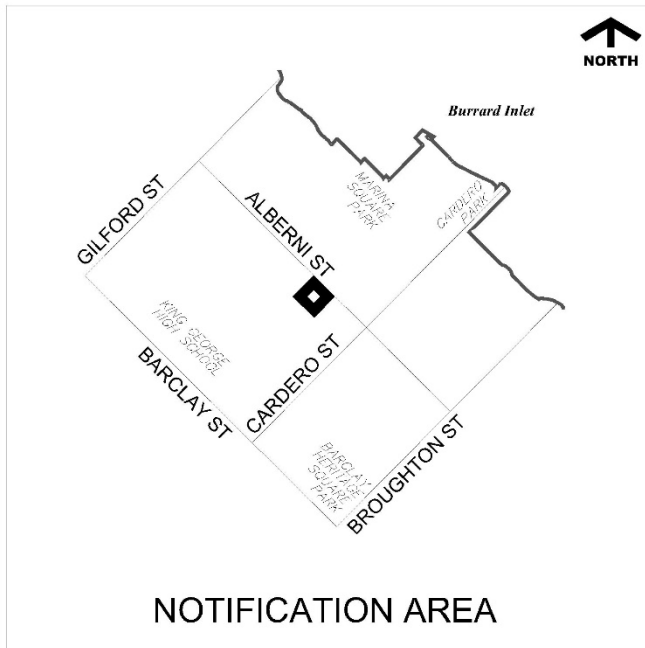 NORTH
Burrard Inlet
MARINA
SQUARE
PARK
CARDERO
PARK
GILFORD ST
ALBERNI ST
KING GEORGE
HIGH SCHOOL
CARDERO ST
BARCLAY ST
BARCLAY
HERITAGE
SQUARE
PARK
BROUGHTON ST
NOTIFICATION AREA